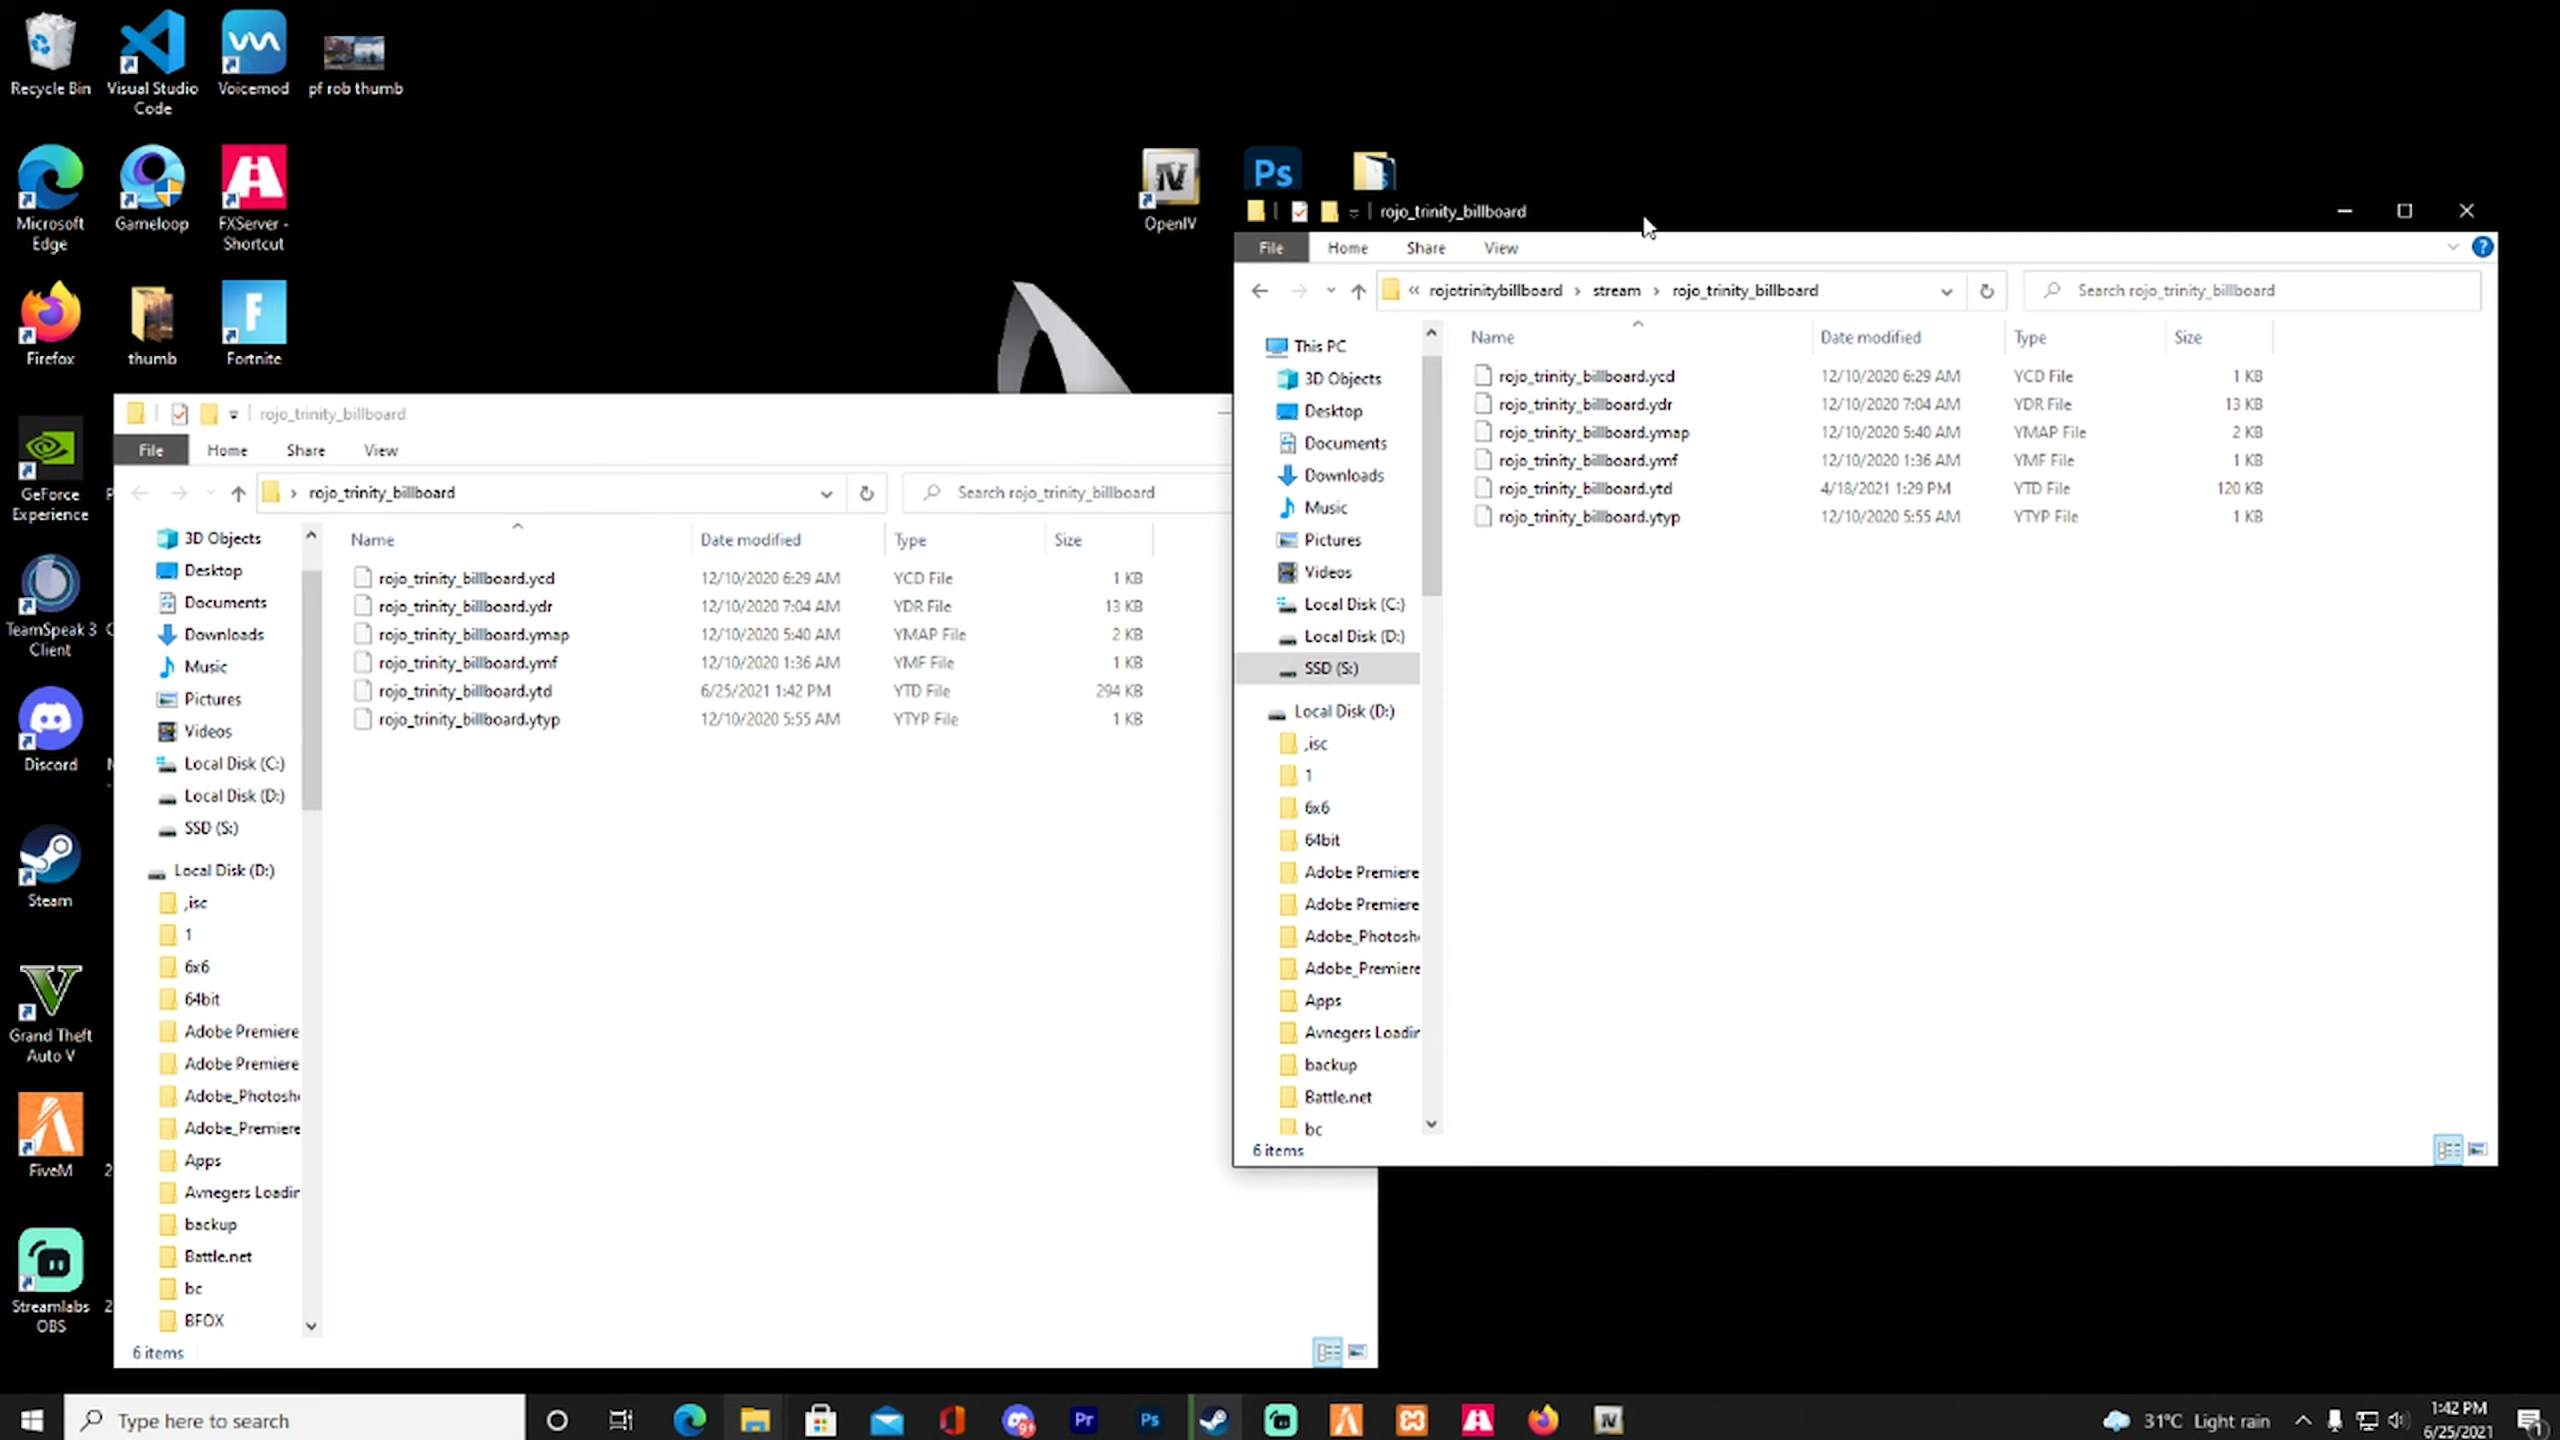 Recycle Bin
Visual Studio Code
Voicemod
pf rob thumb
Microsoft Edge
Gameloop
FXServer - Shortcut
Firefox
thumb
Fortnite
GeForce Experience
TeamSpeak 3 Client
Discord
Steam
Grand Theft Auto V
FiveM
Streamlabs OBS
OpenIV
Ps
rojo_trinity_billboard
File Home Share View
rojo_trinity_billboard
Search rojo_trinity_billboard
3D Objects
Desktop
Documents
Downloads
Music
Pictures
Videos
Local Disk (C:)
Local Disk (D:)
SSD (S:)
Local Disk (D:)
,isc
1
6x6
64bit
Adobe Premiere
Adobe Premiere
Adobe_Photosh
Adobe_Premiere
Apps
Avnegers Loadin
backup
Battle.net
bc
BFOX
Name Date modified Type Size
rojo_trinity_billboard.ycd 12/10/2020 6:29 AM YCD File 1 KB
rojo_trinity_billboard.ydr 12/10/2020 7:04 AM YDR File 13 KB
rojo_trinity_billboard.ymap 12/10/2020 5:40 AM YMAP File 2 KB
rojo_trinity_billboard.ymf 12/10/2020 1:36 AM YMF File 1 KB
rojo_trinity_billboard.ytd 6/25/2021 1:42 PM YTD File 294 KB
rojo_trinity_billboard.ytyp 12/10/2020 5:55 AM YTYP File 1 KB
6 items
rojo_trinity_billboard
File Home Share View
« rojotrinitybillboard › stream › rojo_trinity_billboard
Search rojo_trinity_billboard
This PC
3D Objects
Desktop
Documents
Downloads
Music
Pictures
Videos
Local Disk (C:)
Local Disk (D:)
SSD (S:)
Local Disk (D:)
,isc
1
6x6
64bit
Adobe Premiere
Adobe Premiere
Adobe_Photosh
Adobe_Premiere
Apps
Avnegers Loadin
backup
Battle.net
bc
Name Date modified Type Size
rojo_trinity_billboard.ycd 12/10/2020 6:29 AM YCD File 1 KB
rojo_trinity_billboard.ydr 12/10/2020 7:04 AM YDR File 13 KB
rojo_trinity_billboard.ymap 12/10/2020 5:40 AM YMAP File 2 KB
rojo_trinity_billboard.ymf 12/10/2020 1:36 AM YMF File 1 KB
rojo_trinity_billboard.ytd 4/18/2021 1:29 PM YTD File 120 KB
rojo_trinity_billboard.ytyp 12/10/2020 5:55 AM YTYP File 1 KB
6 items
Type here to search
Pr
Ps
31°C Light rain
1:42 PM
6/25/2021